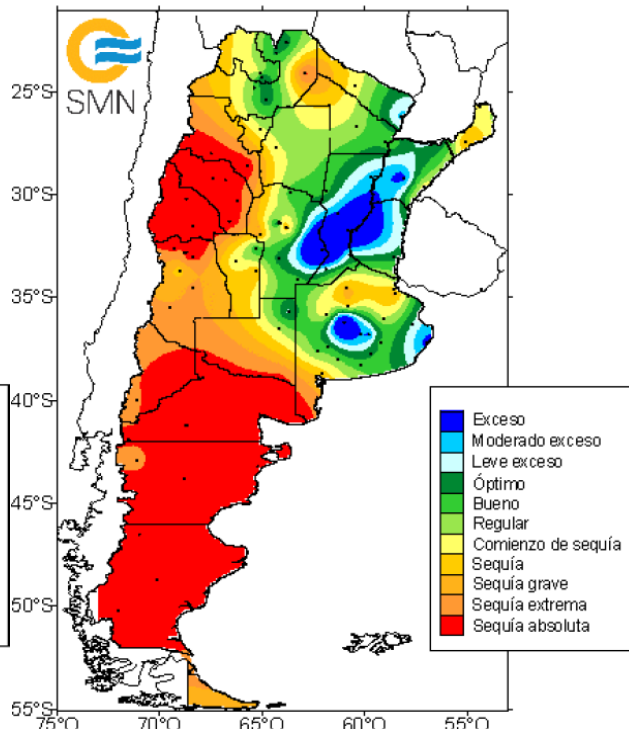 SMN
25°S
30°S
35°S
40°S
45°S
50°S
55°S
75°O
70°O
65°O
60°O
55°O
Exceso
Moderado exceso
Leve exceso
Óptimo
Bueno
Regular
Comienzo de sequía
Sequía
Sequía grave
Sequía extrema
Sequía absoluta